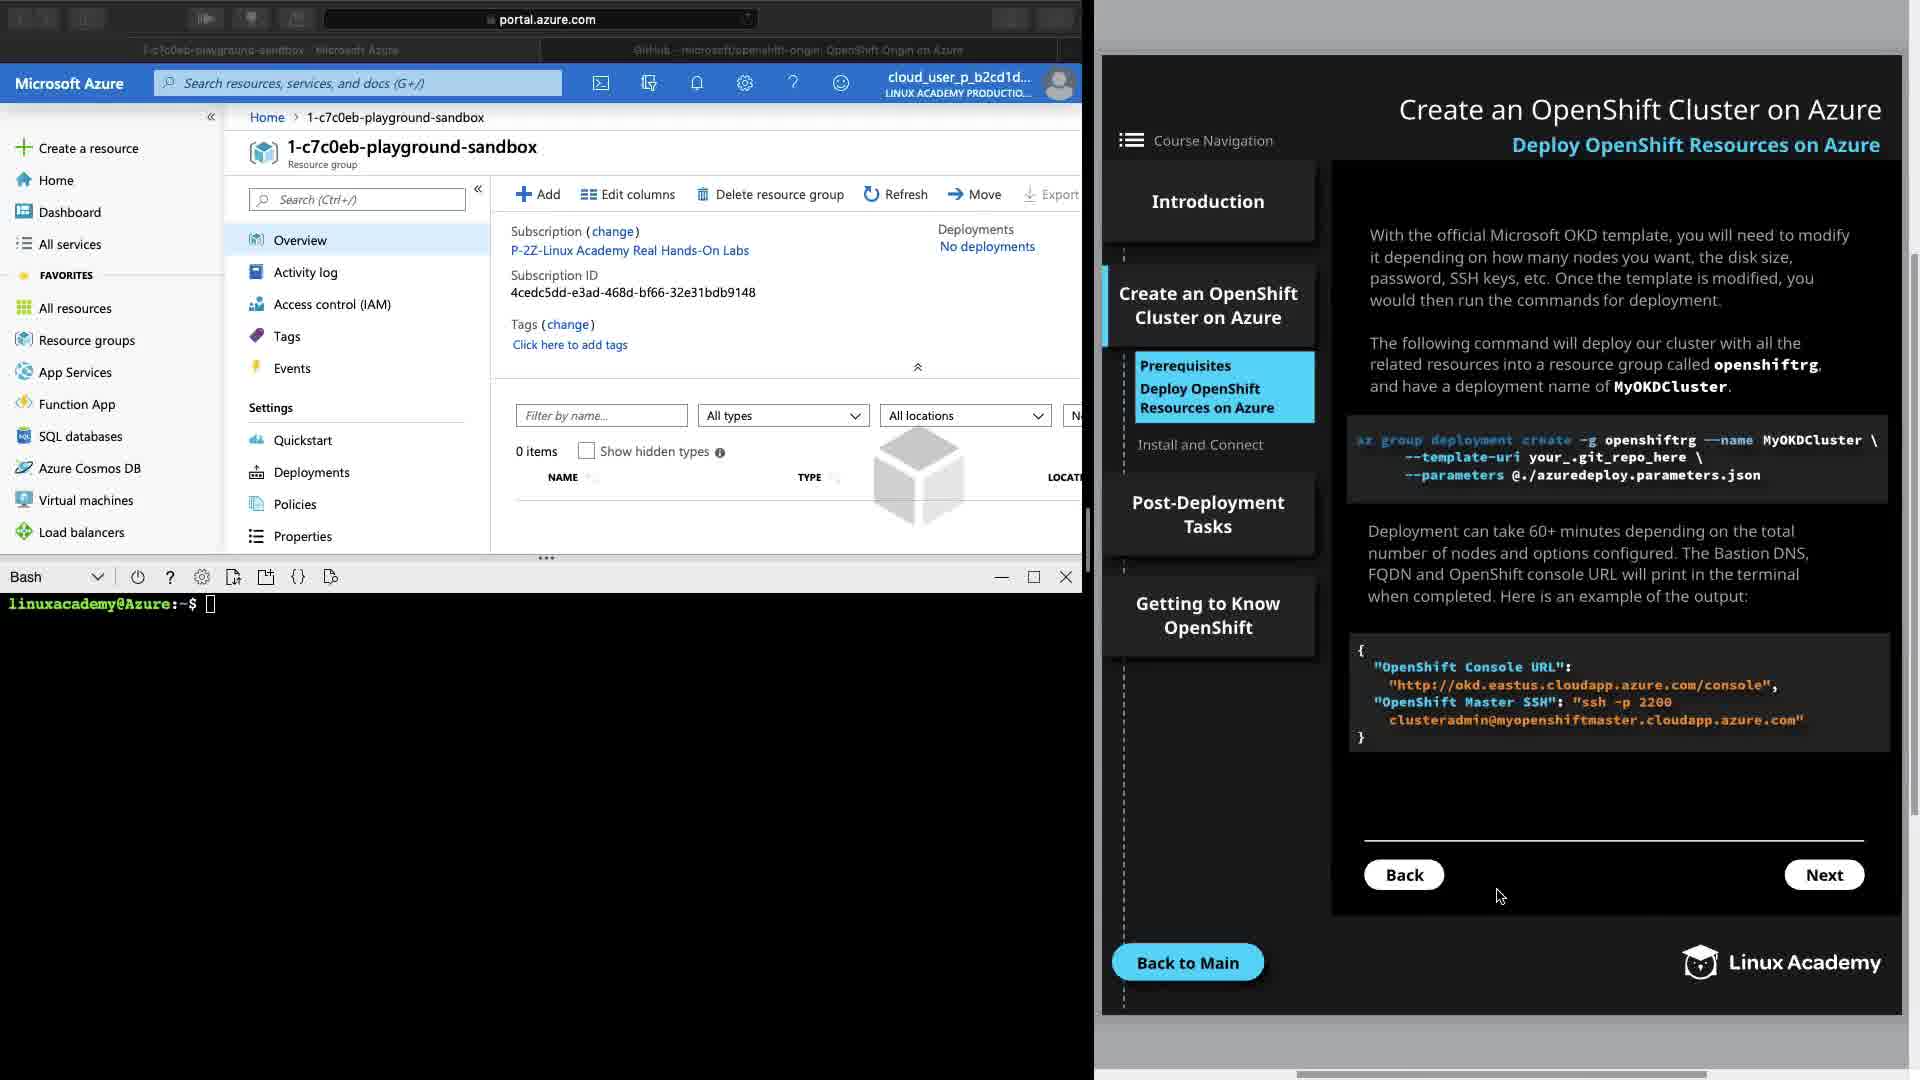 portal.azure.com
1-c7c0eb-playground-sandbox - Microsoft Azure
GitHub - microsoft/openshift-origin: OpenShift Origin on Azure
Microsoft Azure
Search resources, services, and docs (G+/)
cloud_user_p_b2cd1d...
LINUX ACADEMY PRODUCTIO...
Create a resource
Home
Dashboard
All services
FAVORITES
All resources
Resource groups
App Services
Function App
SQL databases
Azure Cosmos DB
Virtual machines
Load balancers
Home > 1-c7c0eb-playground-sandbox
1-c7c0eb-playground-sandbox
Resource group
Search (Ctrl+/)
Overview
Activity log
Access control (IAM)
Tags
Events
Settings
Quickstart
Deployments
Policies
Properties
Add
Edit columns
Delete resource group
Refresh
Move
Export
Subscription (change)
P-2Z-Linux Academy Real Hands-On Labs
Subscription ID
4cedc5dd-e3ad-468d-bf66-32e31bdb9148
Tags (change)
Click here to add tags
Deployments
No deployments
Filter by name...
All types
All locations
0 items
Show hidden types
NAME
TYPE
Bash
linuxacademy@Azure:~$
Create an OpenShift Cluster on Azure
Deploy OpenShift Resources on Azure
Course Navigation
Introduction
Create an OpenShift
Cluster on Azure
Prerequisites
Deploy OpenShift
Resources on Azure
Install and Connect
Post-Deployment
Tasks
Getting to Know
OpenShift
With the official Microsoft OKD template, you will need to modify
it depending on how many nodes you want, the disk size,
password, SSH keys, etc. Once the template is modified, you
would then run the commands for deployment.
The following command will deploy our cluster with all the
related resources into a resource group called openshiftrg,
and have a deployment name of MyOKDCluster.
az group deployment create -g openshiftrg --name MyOKDCluster \
--template-uri your_.git_repo_here \
--parameters @./azuredeploy.parameters.json
Deployment can take 60+ minutes depending on the total
number of nodes and options configured. The Bastion DNS,
FQDN and OpenShift console URL will print in the terminal
when completed. Here is an example of the output:
{
"OpenShift Console URL":
"http://okd.eastus.cloudapp.azure.com/console",
"OpenShift Master SSH": "ssh -p 2200
clusteradmin@myopenshiftmaster.cloudapp.azure.com"
}
Back
Next
Back to Main
Linux Academy